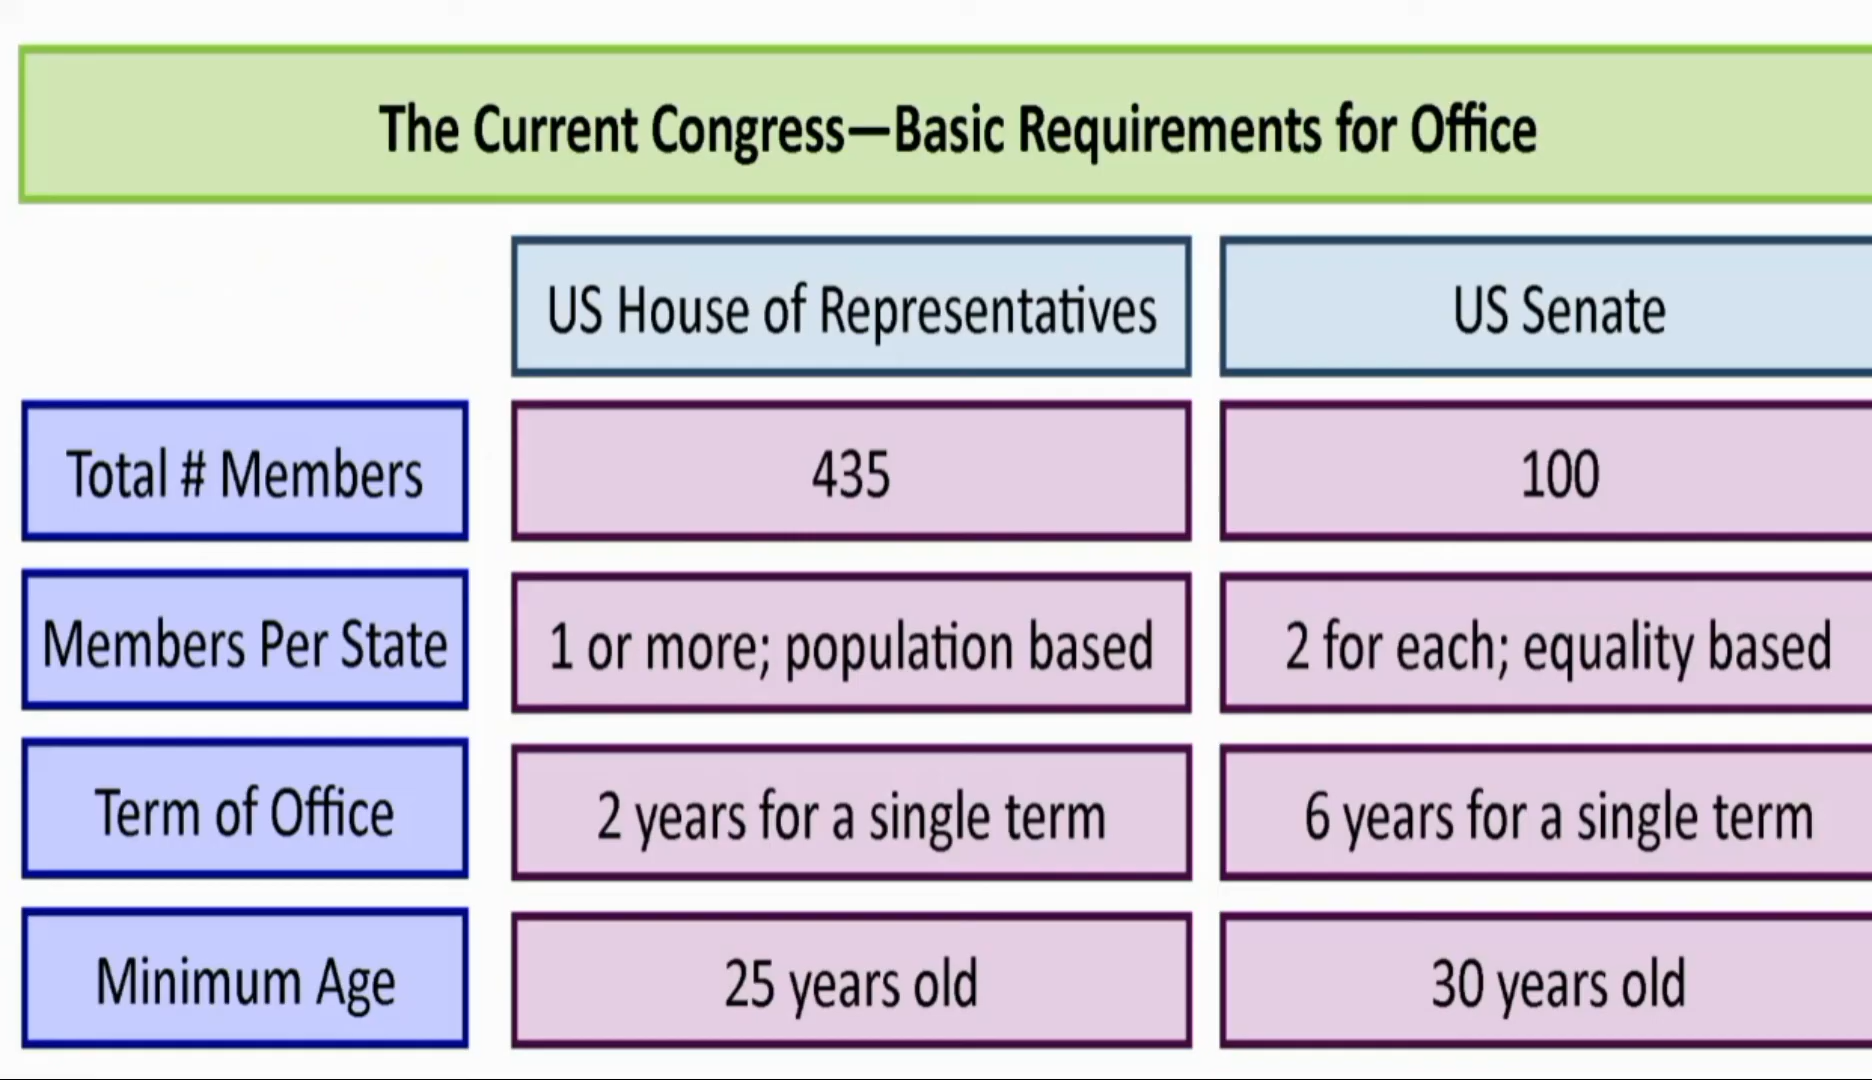 The Current Congress—Basic Requirements for Office
US House of Representatives
US Senate
Total # Members
435
100
Members Per State
1 or more; population based
2 for each; equality based
Term of Office
2 years for a single term
6 years for a single term
Minimum Age
25 years old
30 years old